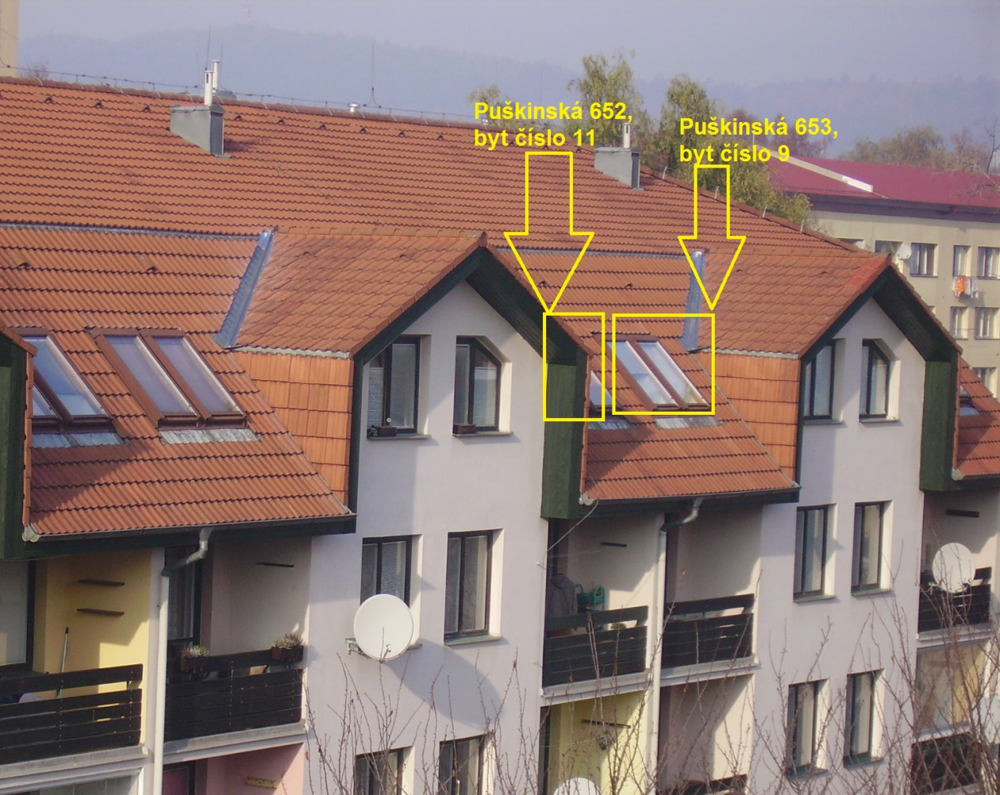 Puškinská 652,
byt číslo 11
Puškinská 653,
byt číslo 9